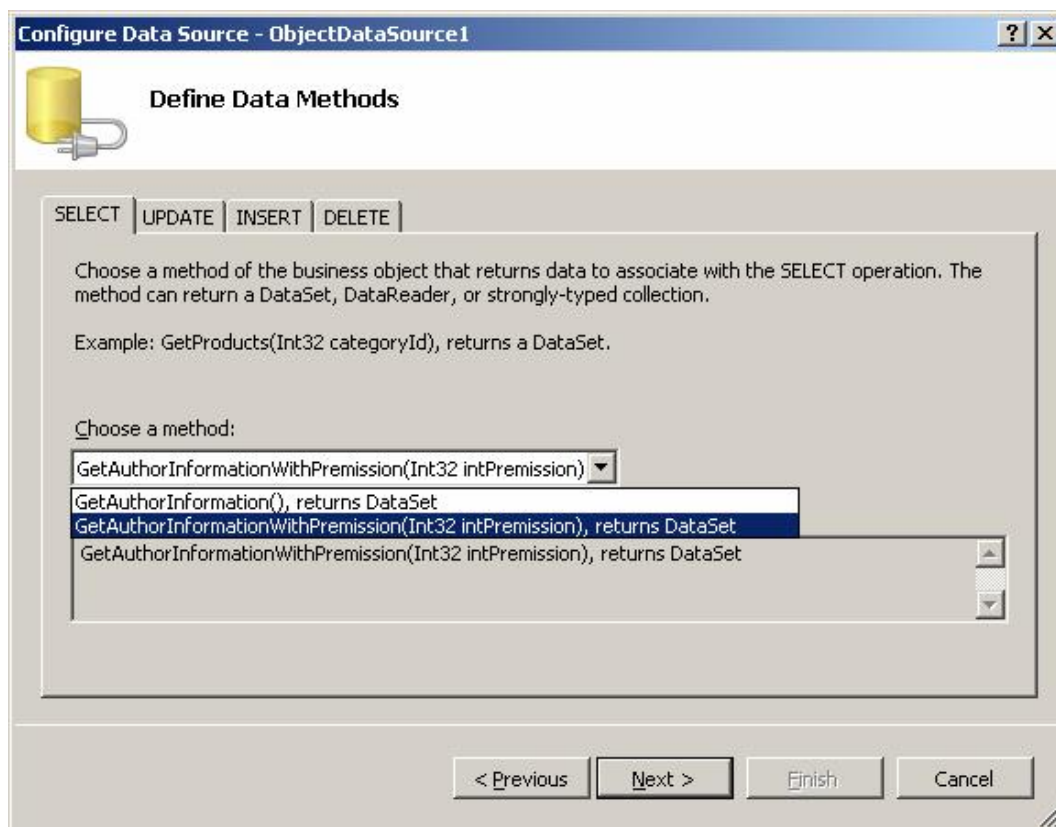 Configure Data Source - ObjectDataSource1
Define Data Methods
SELECT UPDATE INSERT DELETE
Choose a method of the business object that returns data to associate with the SELECT operation. The
method can return a DataSet, DataReader, or strongly-typed collection.
Example: GetProducts(Int32 categoryId), returns a DataSet.
Choose a method:
GetAuthorInformationWithPremission(Int32 intPremission)
GetAuthorInformation(), returns DataSet
GetAuthorInformationWithPremission(Int32 intPremission), returns DataSet
GetAuthorInformationWithPremission(Int32 intPremission), returns DataSet
< Previous Next > Finish Cancel